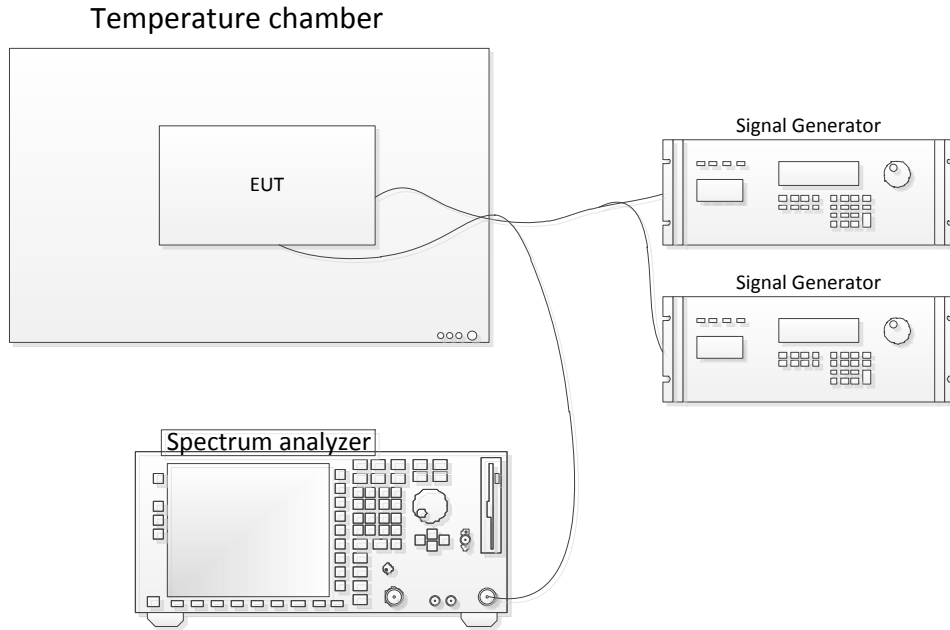 Temperature chamber
EUT
Signal Generator
Signal Generator
Spectrum analyzer